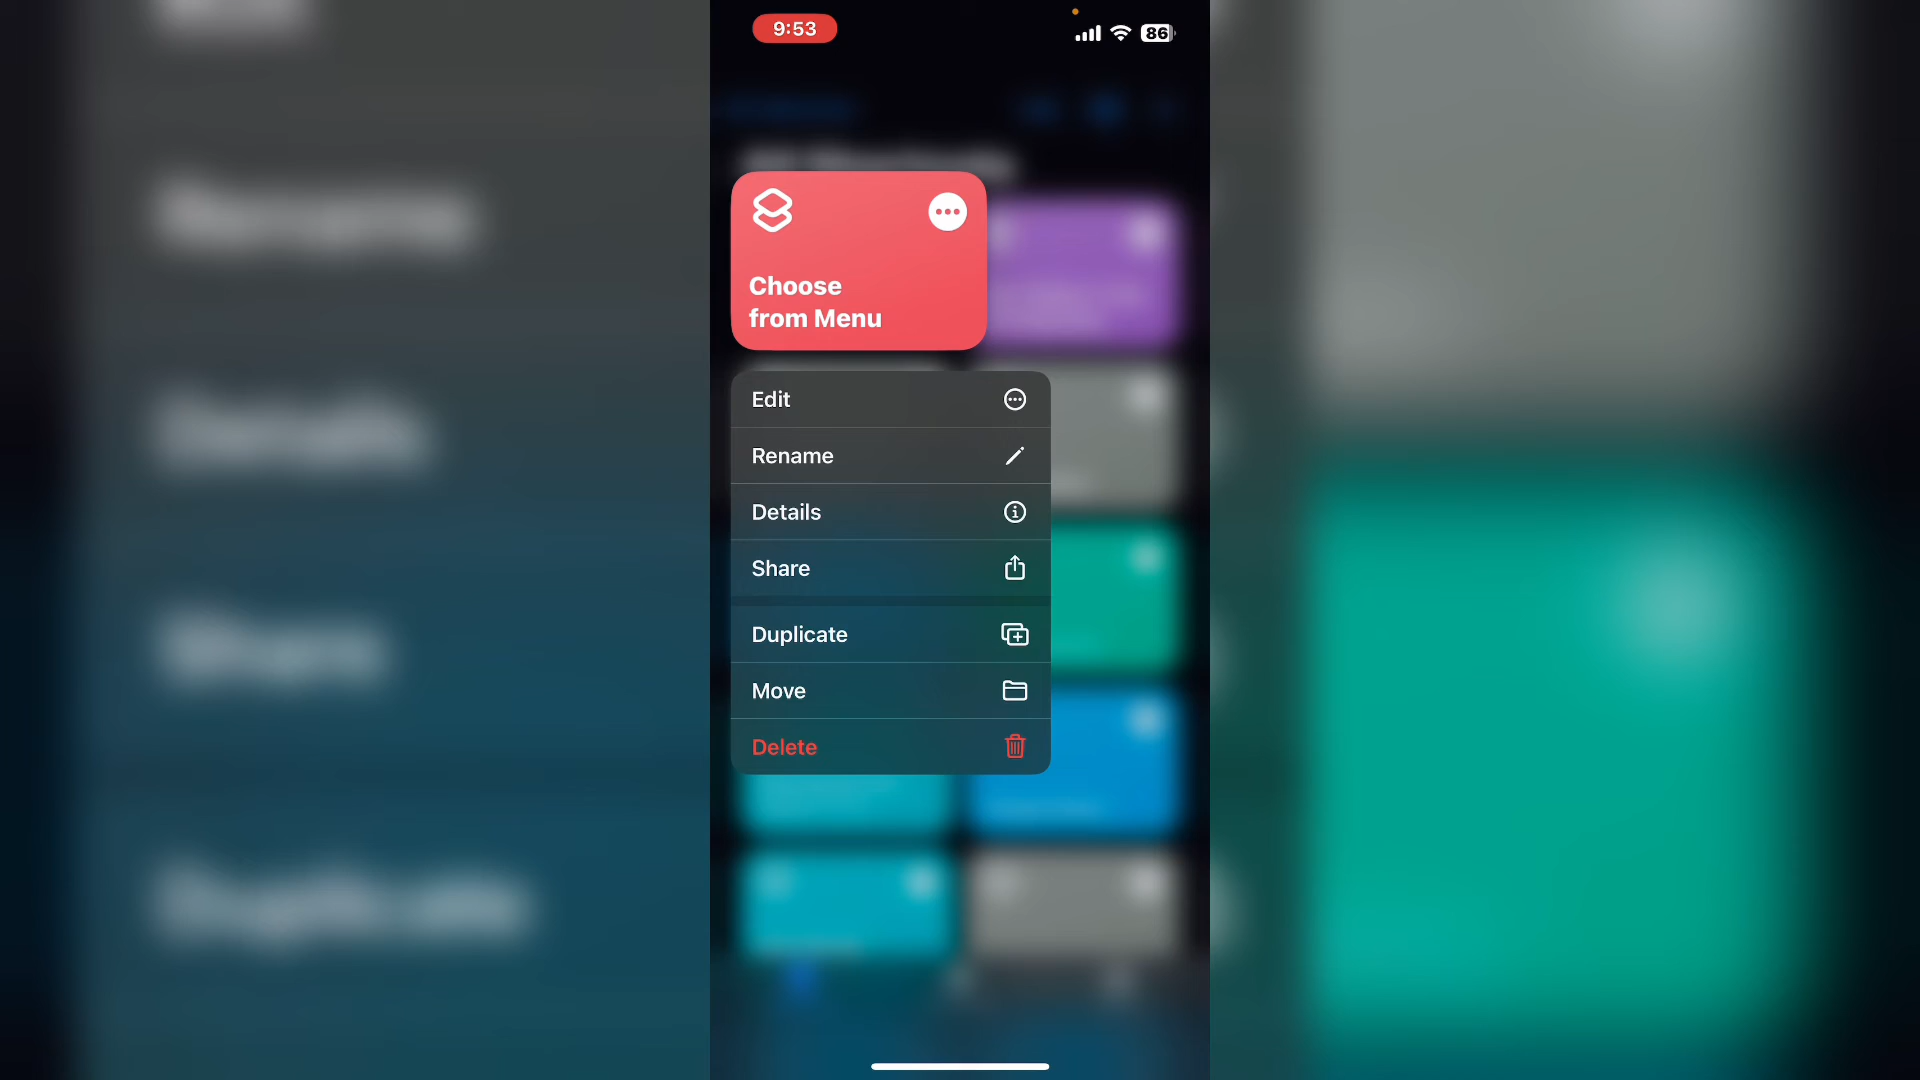 9:53
86
Choose
from Menu
Edit
Rename
Details
Share
Duplicate
Move
Delete